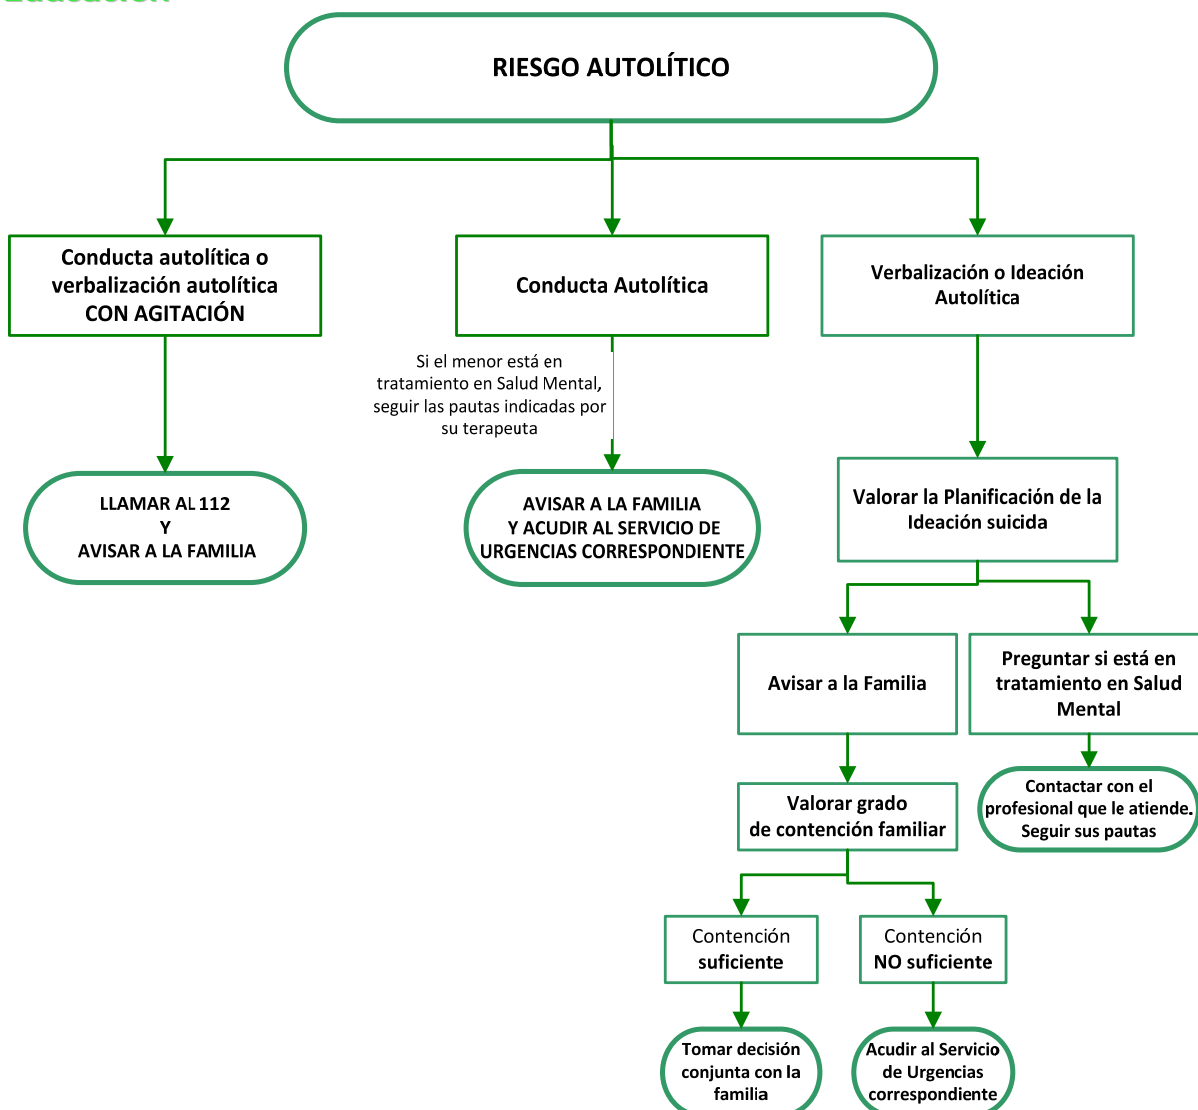 Educación
RIESGO AUTOLÍTICO
Conducta autolítica o
verbalización autolítica
CON AGITACIÓN
Conducta Autolítica
Verbalización o Ideación
Autolítica
Si el menor está en
tratamiento en Salud Mental,
seguir las pautas indicadas por
su terapeuta
LLAMAR AL 112
Y
AVISAR A LA FAMILIA
AVISAR A LA FAMILIA
Y ACUDIR AL SERVICIO DE
URGENCIAS CORRESPONDIENTE
Valorar la Planificación de la
Ideación suicida
Avisar a la Familia
Preguntar si está en
tratamiento en Salud
Mental
Valorar grado
de contención familiar
Contactar con el
profesional que le atiende.
Seguir sus pautas
Contención
suficiente
Contención
NO suficiente
Tomar decisión
conjunta con la
familia
Acudir al Servicio
de Urgencias
correspondiente